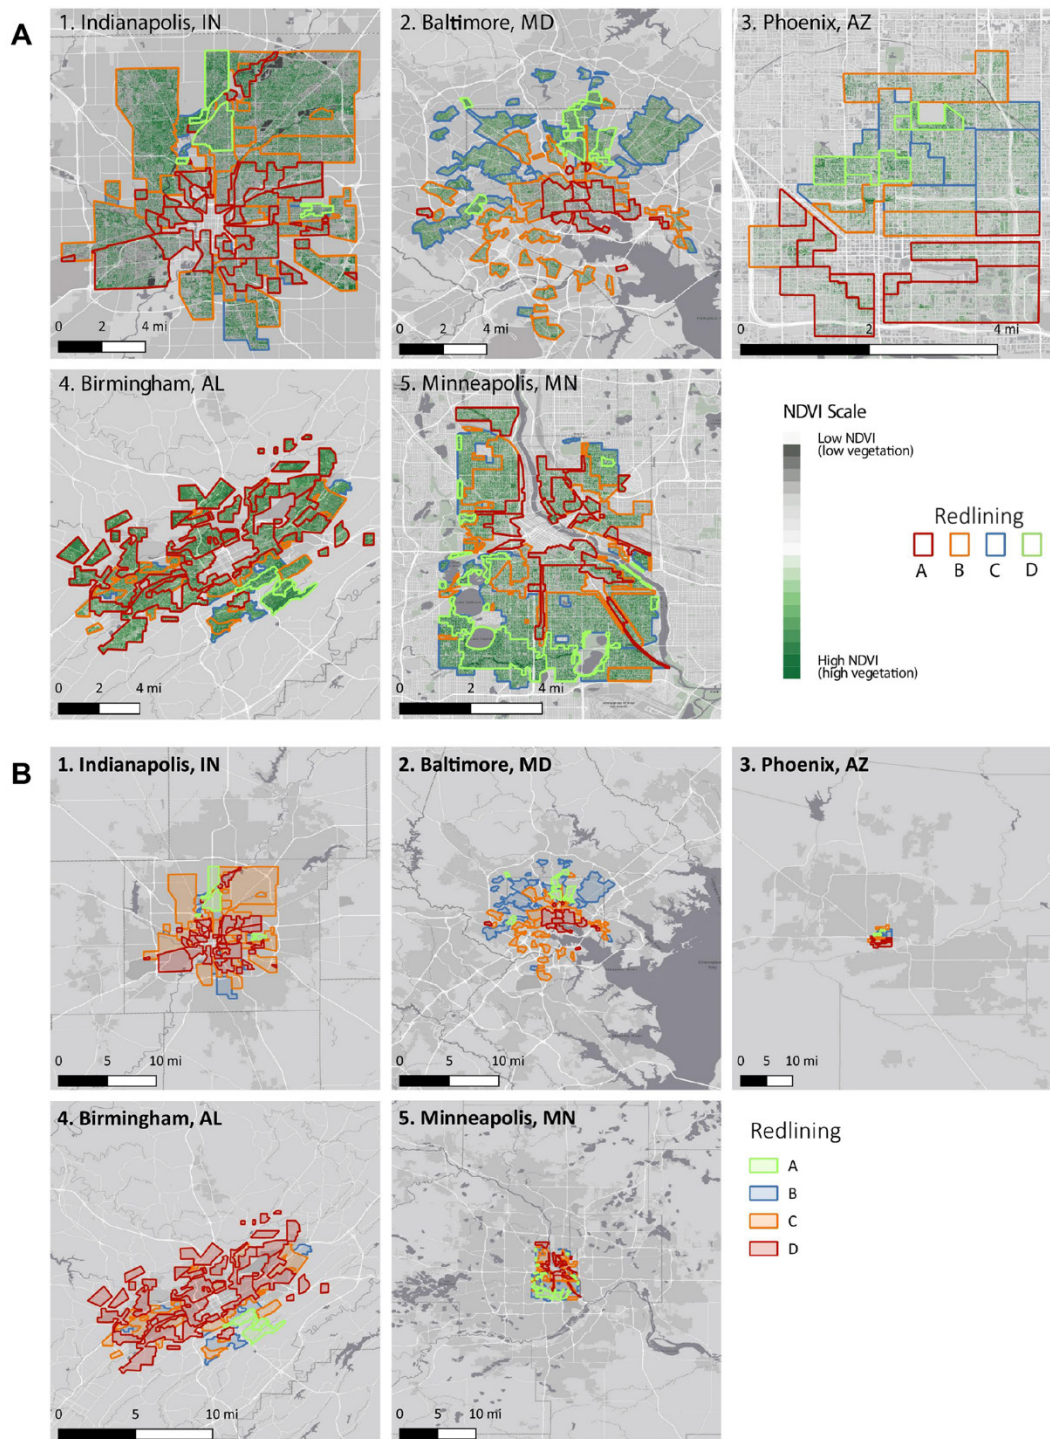 A
1. Indianapolis, IN
2. Baltimore, MD
3. Phoenix, AZ
0 2 4 mi
0 2 4 mi
0 2 4 mi
4. Birmingham, AL
5. Minneapolis, MN
NDVI Scale
Low NDVI
(low vegetation)
High NDVI
(high vegetation)
Redlining
A B C D
0 2 4 mi
0 2 4 mi
B
1. Indianapolis, IN
2. Baltimore, MD
3. Phoenix, AZ
0 5 10 mi
0 5 10 mi
0 5 10 mi
4. Birmingham, AL
5. Minneapolis, MN
Redlining
A
B
C
D
0 5 10 mi
0 5 10 mi